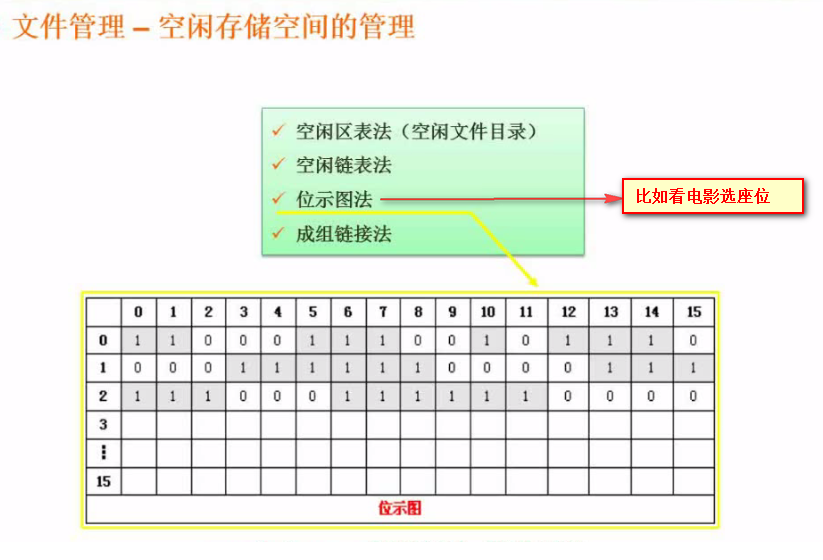 文件管理 – 空闲存储空间的管理
✓ 空闲区表法（空闲文件目录）
✓ 空闲链表法
✓ 位示图法
比如看电影选座位
✓ 成组链接法
0 1 2 3 4 5 6 7 8 9 10 11 12 13 14 15
0 1 1 0 0 0 1 1 1 0 0 1 0 1 1 1 0
1 0 0 0 1 1 1 1 1 1 0 0 0 0 1 1 1
2 1 1 1 0 0 0 1 1 1 1 1 1 0 0 0 0
3
⋮
15
位示图